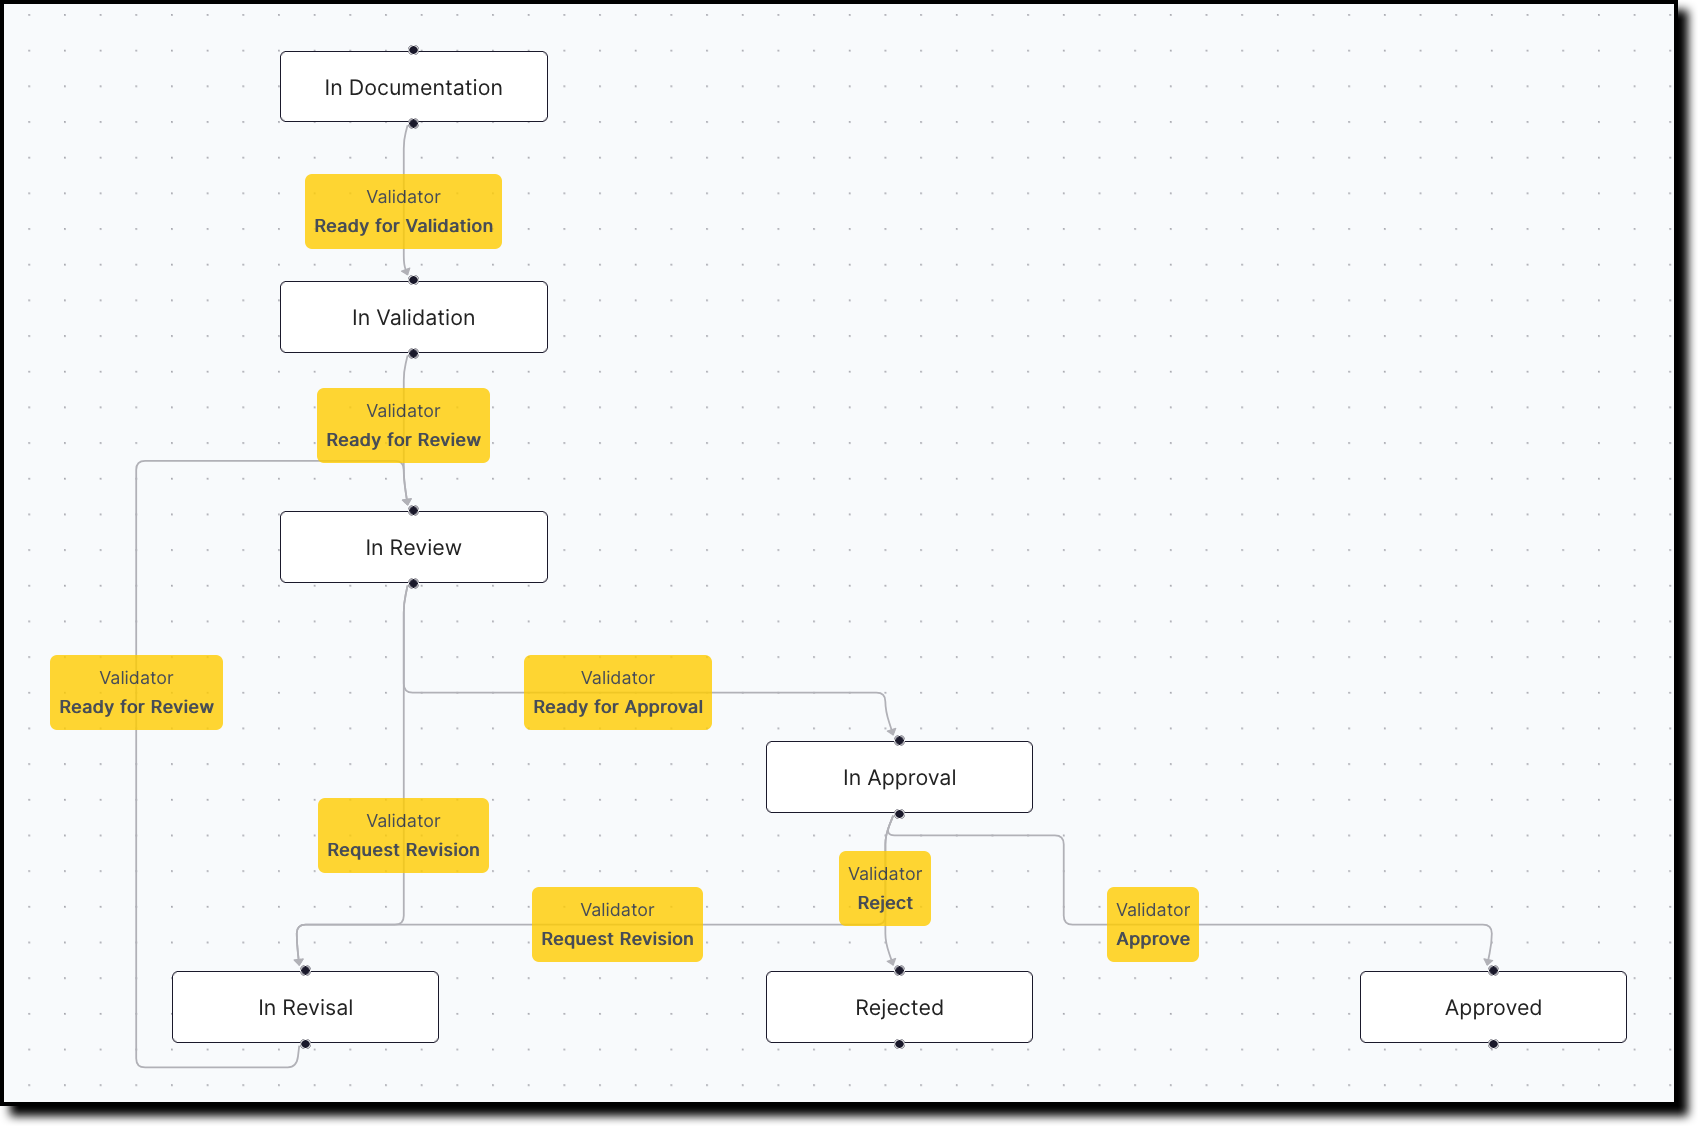 In Documentation
Validator
Ready for Validation
In Validation
Validator
Ready for Review
In Review
Validator
Ready for Review
Validator
Ready for Approval
In Approval
Validator
Request Revision
Validator
Reject
Validator
Request Revision
Validator
Approve
In Revisal
Rejected
Approved